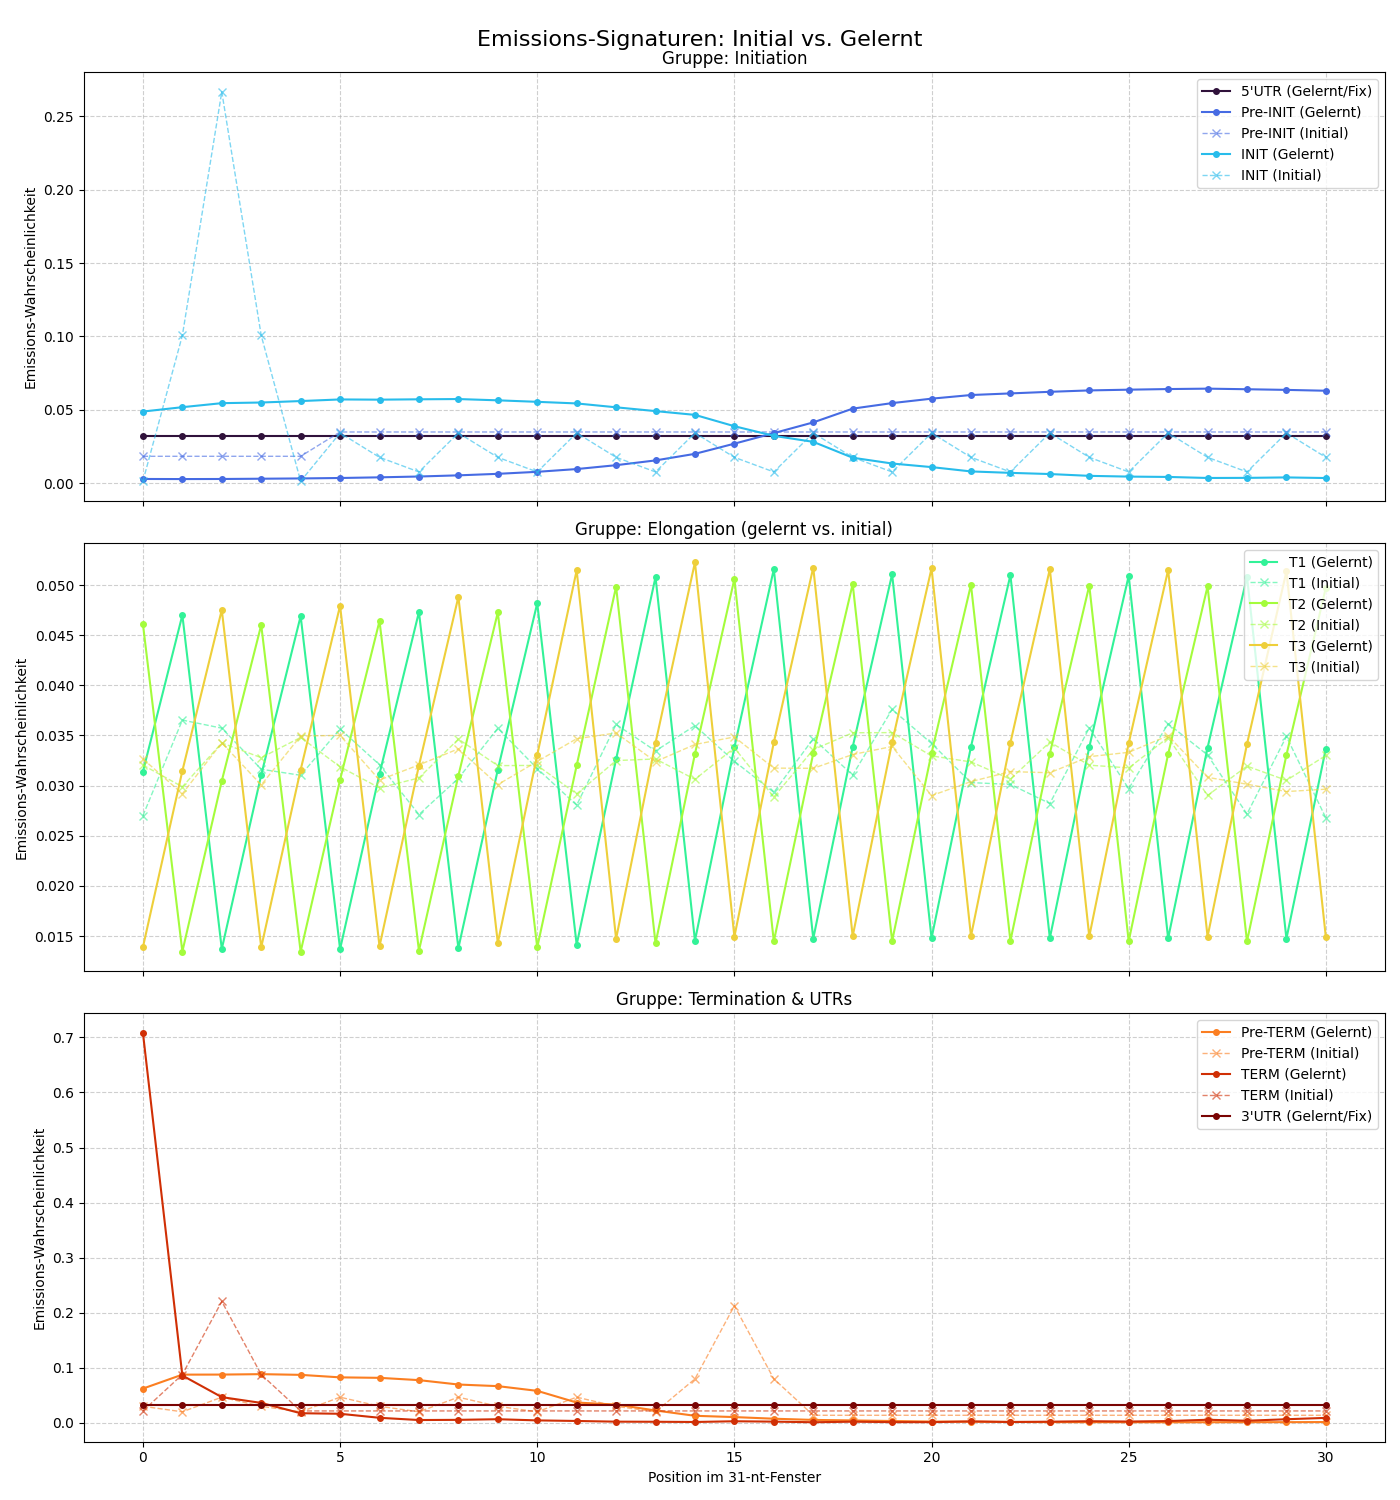 Emissions-Signaturen: Initial vs. Gelernt
Gruppe: Initiation
Emissions-Wahrscheinlichkeit
0.25
0.20
0.15
0.10
0.05
0.00
5'UTR (Gelernt/Fix)
Pre-INIT (Gelernt)
Pre-INIT (Initial)
INIT (Gelernt)
INIT (Initial)
Gruppe: Elongation (gelernt vs. initial)
Emissions-Wahrscheinlichkeit
0.050
0.045
0.040
0.035
0.030
0.025
0.020
0.015
T1 (Gelernt)
T1 (Initial)
T2 (Gelernt)
T2 (Initial)
T3 (Gelernt)
T3 (Initial)
Gruppe: Termination & UTRs
Emissions-Wahrscheinlichkeit
0.7
0.6
0.5
0.4
0.3
0.2
0.1
0.0
Pre-TERM (Gelernt)
Pre-TERM (Initial)
TERM (Gelernt)
TERM (Initial)
3'UTR (Gelernt/Fix)
0 5 10 15 20 25 30
Position im 31-nt-Fenster